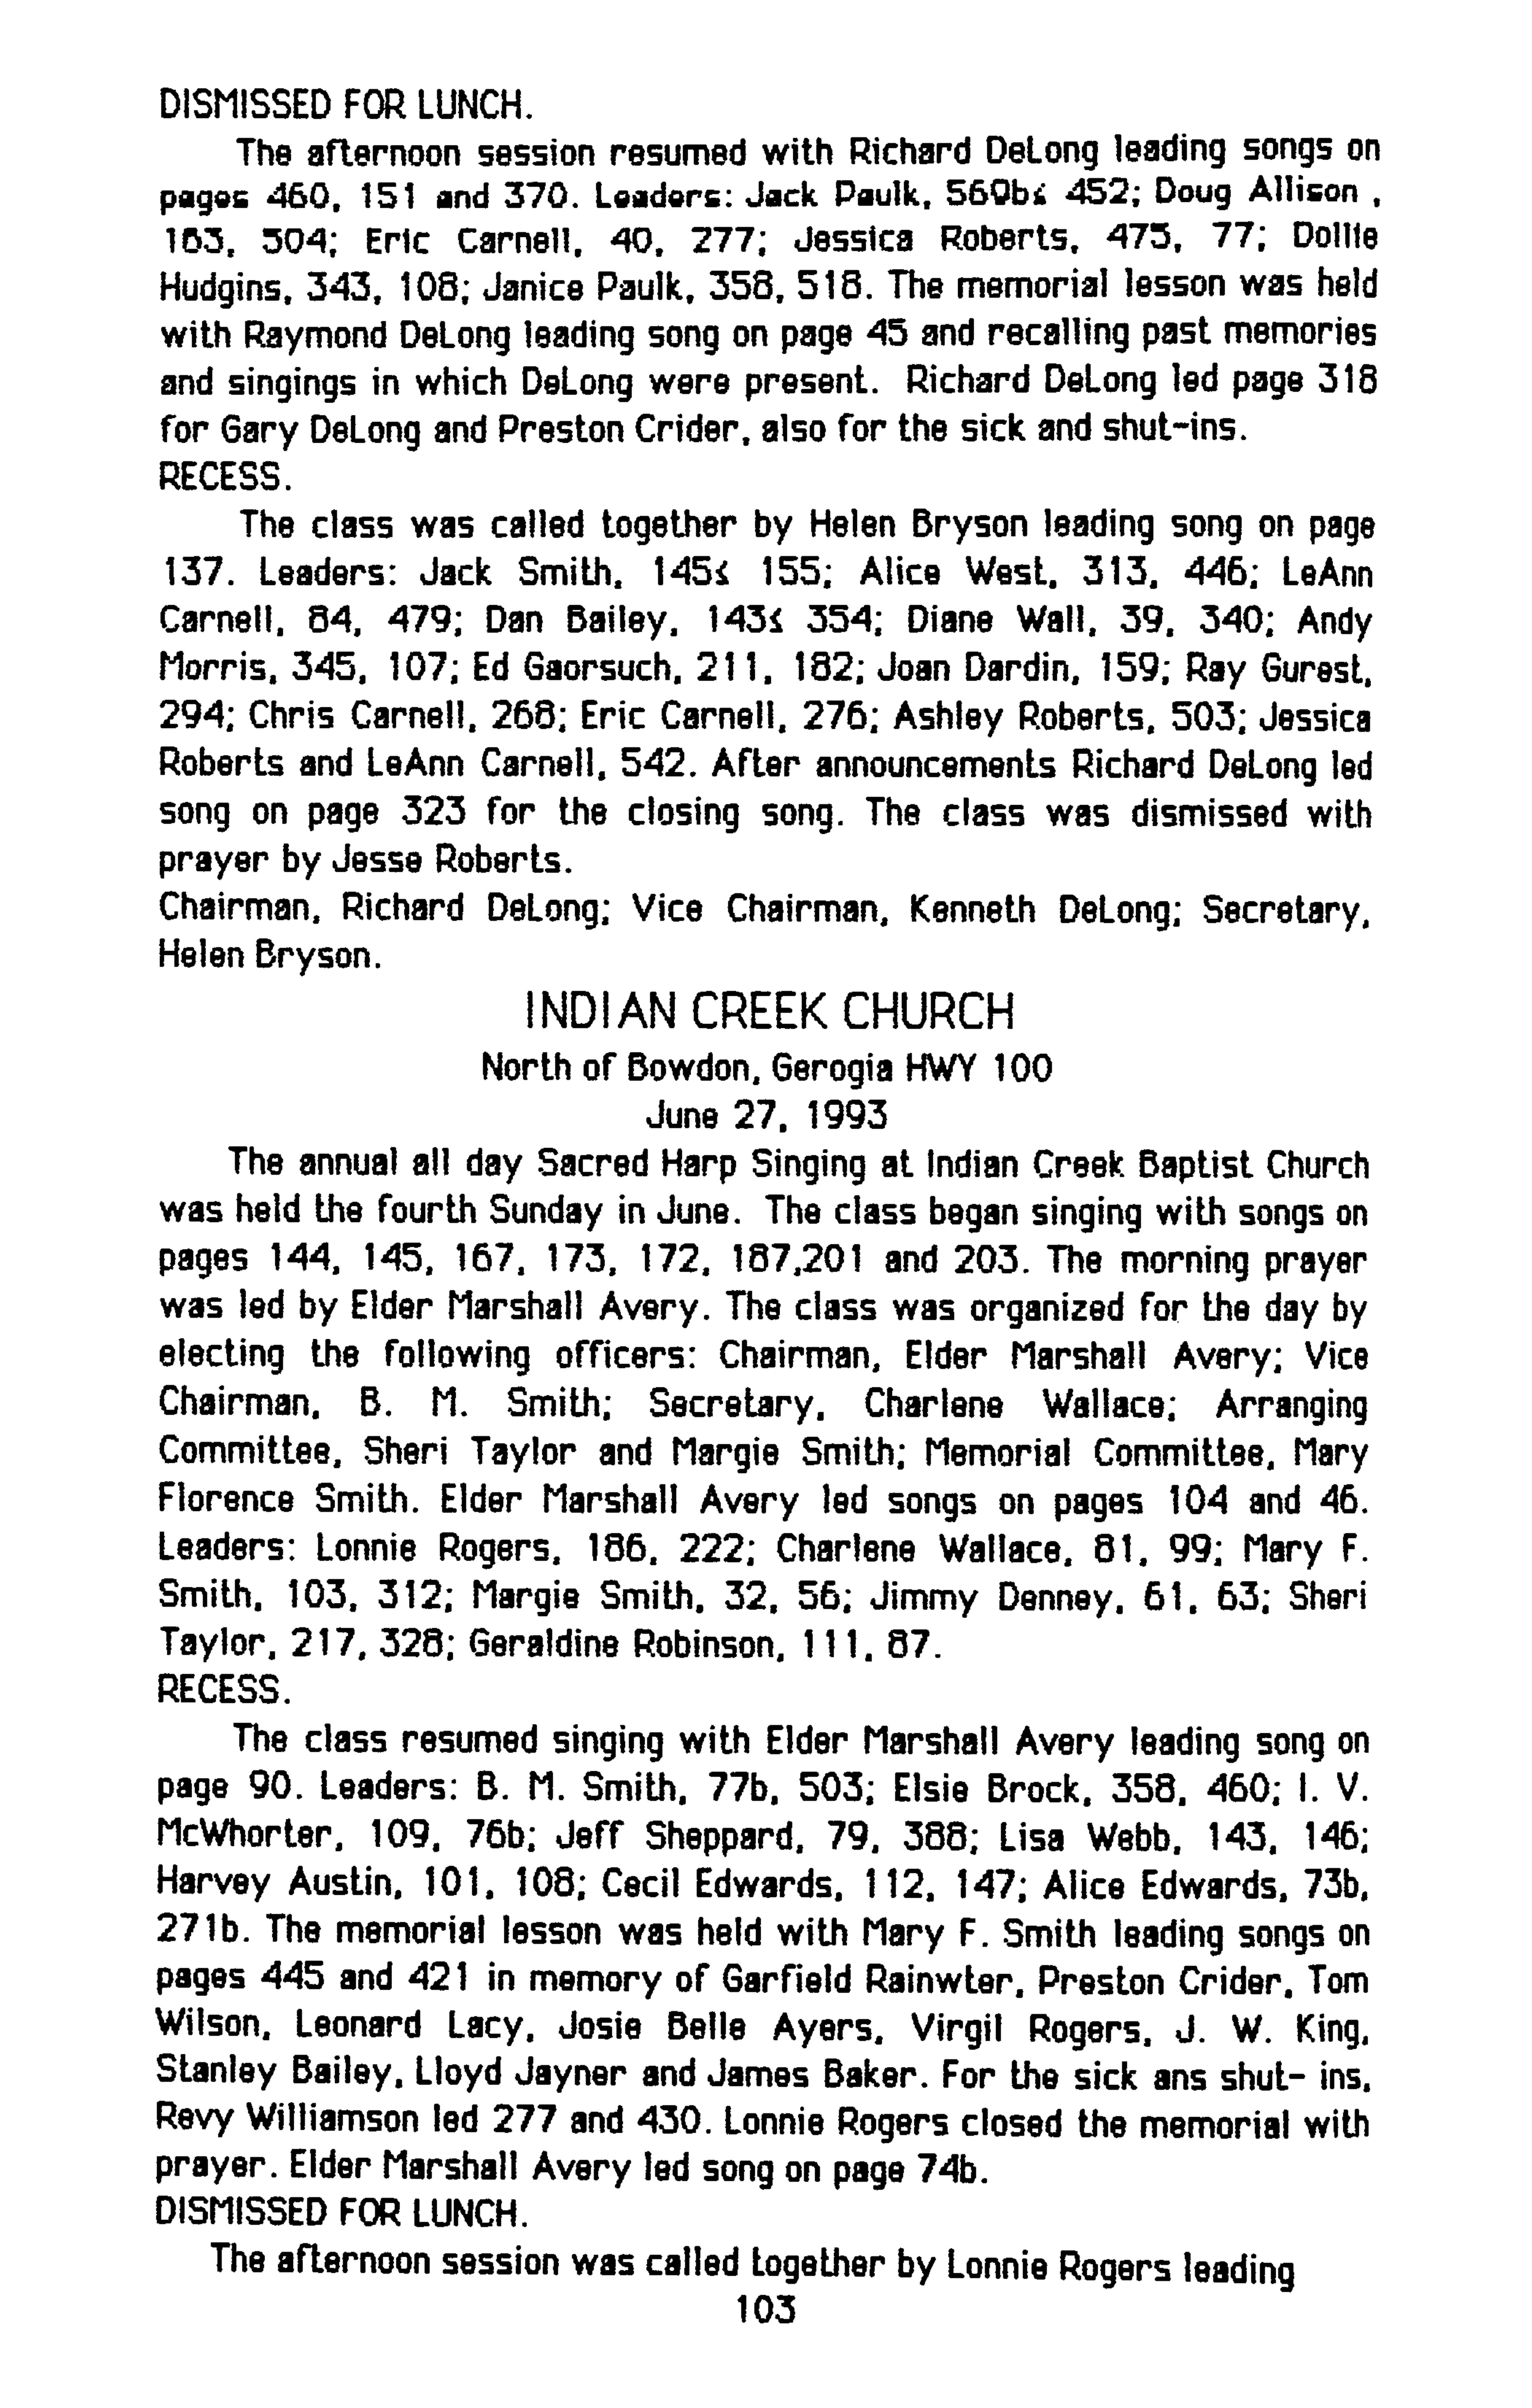 DISMISSED FOR LUNCH.
The afternoon session resumed with Richard DeLong leading songs on
pages 460, 151 and 370. Leaders: Jack Paulk, 569b≤ 452; Doug Allison ,
183, 504; Eric Carnell, 40, 277; Jessica Roberts, 475, 77; Dollie
Hudgins, 343, 108; Janice Paulk, 358, 518. The memorial lesson was held
with Raymond DeLong leading song on page 45 and recalling past memories
and singings in which DeLong were present. Richard DeLong led page 318
for Gary DeLong and Preston Crider, also for the sick and shut-ins.
RECESS.
The class was called together by Helen Bryson leading song on page
137. Leaders: Jack Smith, 145≤ 155; Alice West, 313, 446; LeAnn
Carnell, 84, 479; Dan Bailey, 143≤ 354; Diane Wall, 39, 340; Andy
Morris, 345, 107; Ed Gaorsuch, 211, 182; Joan Dardin, 159; Ray Gurest,
294; Chris Carnell, 268; Eric Carnell, 276; Ashley Roberts, 503; Jessica
Roberts and LeAnn Carnell, 542. After announcements Richard DeLong led
song on page 323 for the closing song. The class was dismissed with
prayer by Jesse Roberts.
Chairman, Richard DeLong; Vice Chairman, Kenneth DeLong; Secretary,
Helen Bryson.
INDIAN CREEK CHURCH
North of Bowdon, Gerogia HWY 100
June 27, 1993
The annual all day Sacred Harp Singing at Indian Creek Baptist Church
was held the fourth Sunday in June. The class began singing with songs on
pages 144, 145, 167, 173, 172, 187,201 and 203. The morning prayer
was led by Elder Marshall Avery. The class was organized for the day by
electing the following officers: Chairman, Elder Marshall Avery; Vice
Chairman, B. M. Smith; Secretary, Charlene Wallace; Arranging
Committee, Sheri Taylor and Margie Smith; Memorial Committee, Mary
Florence Smith. Elder Marshall Avery led songs on pages 104 and 46.
Leaders: Lonnie Rogers, 186, 222; Charlene Wallace, 81, 99; Mary F.
Smith, 103, 312; Margie Smith, 32, 56; Jimmy Denney, 61, 63; Sheri
Taylor, 217, 328; Geraldine Robinson, 111, 87.
RECESS.
The class resumed singing with Elder Marshall Avery leading song on
page 90. Leaders: B. M. Smith, 77b, 503; Elsie Brock, 358, 460; I. V.
McWhorter, 109, 76b; Jeff Sheppard, 79, 388; Lisa Webb, 143, 146;
Harvey Austin, 101, 108; Cecil Edwards, 112, 147; Alice Edwards, 73b,
271b. The memorial lesson was held with Mary F. Smith leading songs on
pages 445 and 421 in memory of Garfield Rainwter, Preston Crider, Tom
Wilson, Leonard Lacy, Josie Belle Ayers, Virgil Rogers, J. W. King,
Stanley Bailey, Lloyd Jayner and James Baker. For the sick ans shut- ins,
Revy Williamson led 277 and 430. Lonnie Rogers closed the memorial with
prayer. Elder Marshall Avery led song on page 74b.
DISMISSED FOR LUNCH.
The afternoon session was called together by Lonnie Rogers leading
103